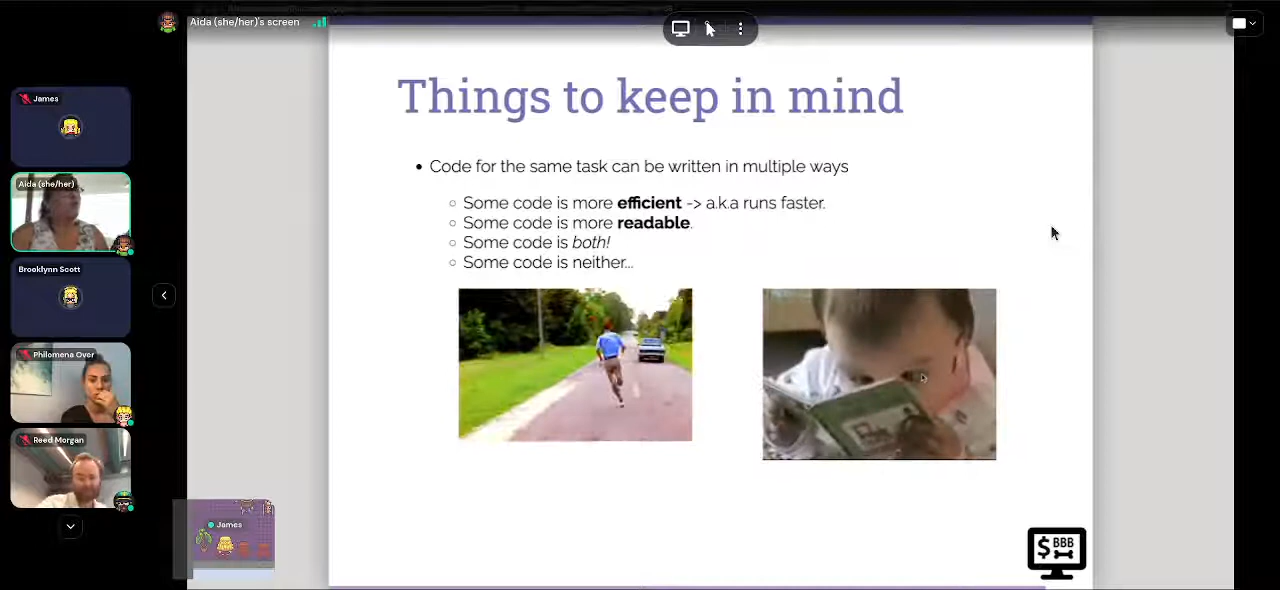 Aida (she/her)'s screen
James
Aida (she/her)
Brooklynn Scott
Philomena Over
Reed Morgan
James
Things to keep in mind
• Code for the same task can be written in multiple ways
○ Some code is more efficient -> a.k.a runs faster.
○ Some code is more readable.
○ Some code is both!
○ Some code is neither...
$ BBB